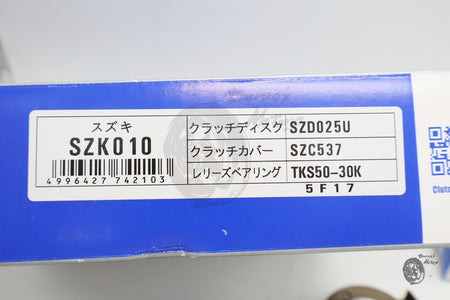 スズキ
SZK010
4996427 742103
クラッチディスク SZD025U
クラッチカバー SZC537
レリーズベアリング TKS50-30K
5F17
Clutc